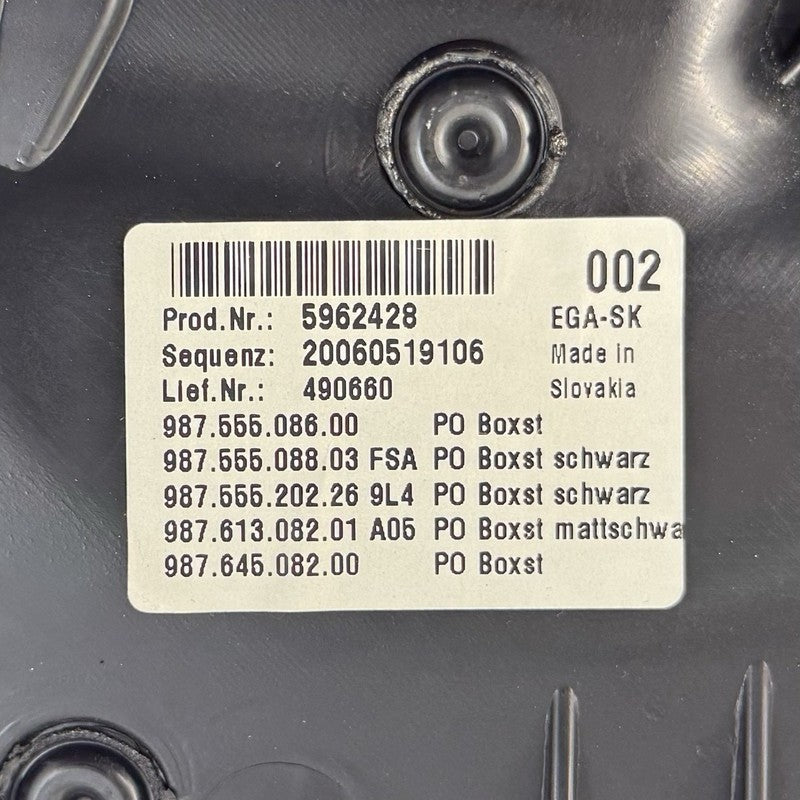 002
Prod.Nr.: 5962428 EGA-SK
Sequenz: 20060519106 Made in
Lief.Nr.: 490660 Slovakia
987.555.086.00 PO Boxst
987.555.088.03 FSA PO Boxst schwarz
987.555.202.26 9L4 PO Boxst schwarz
987.613.082.01 A05 PO Boxst mattschwa
987.645.082.00 PO Boxst